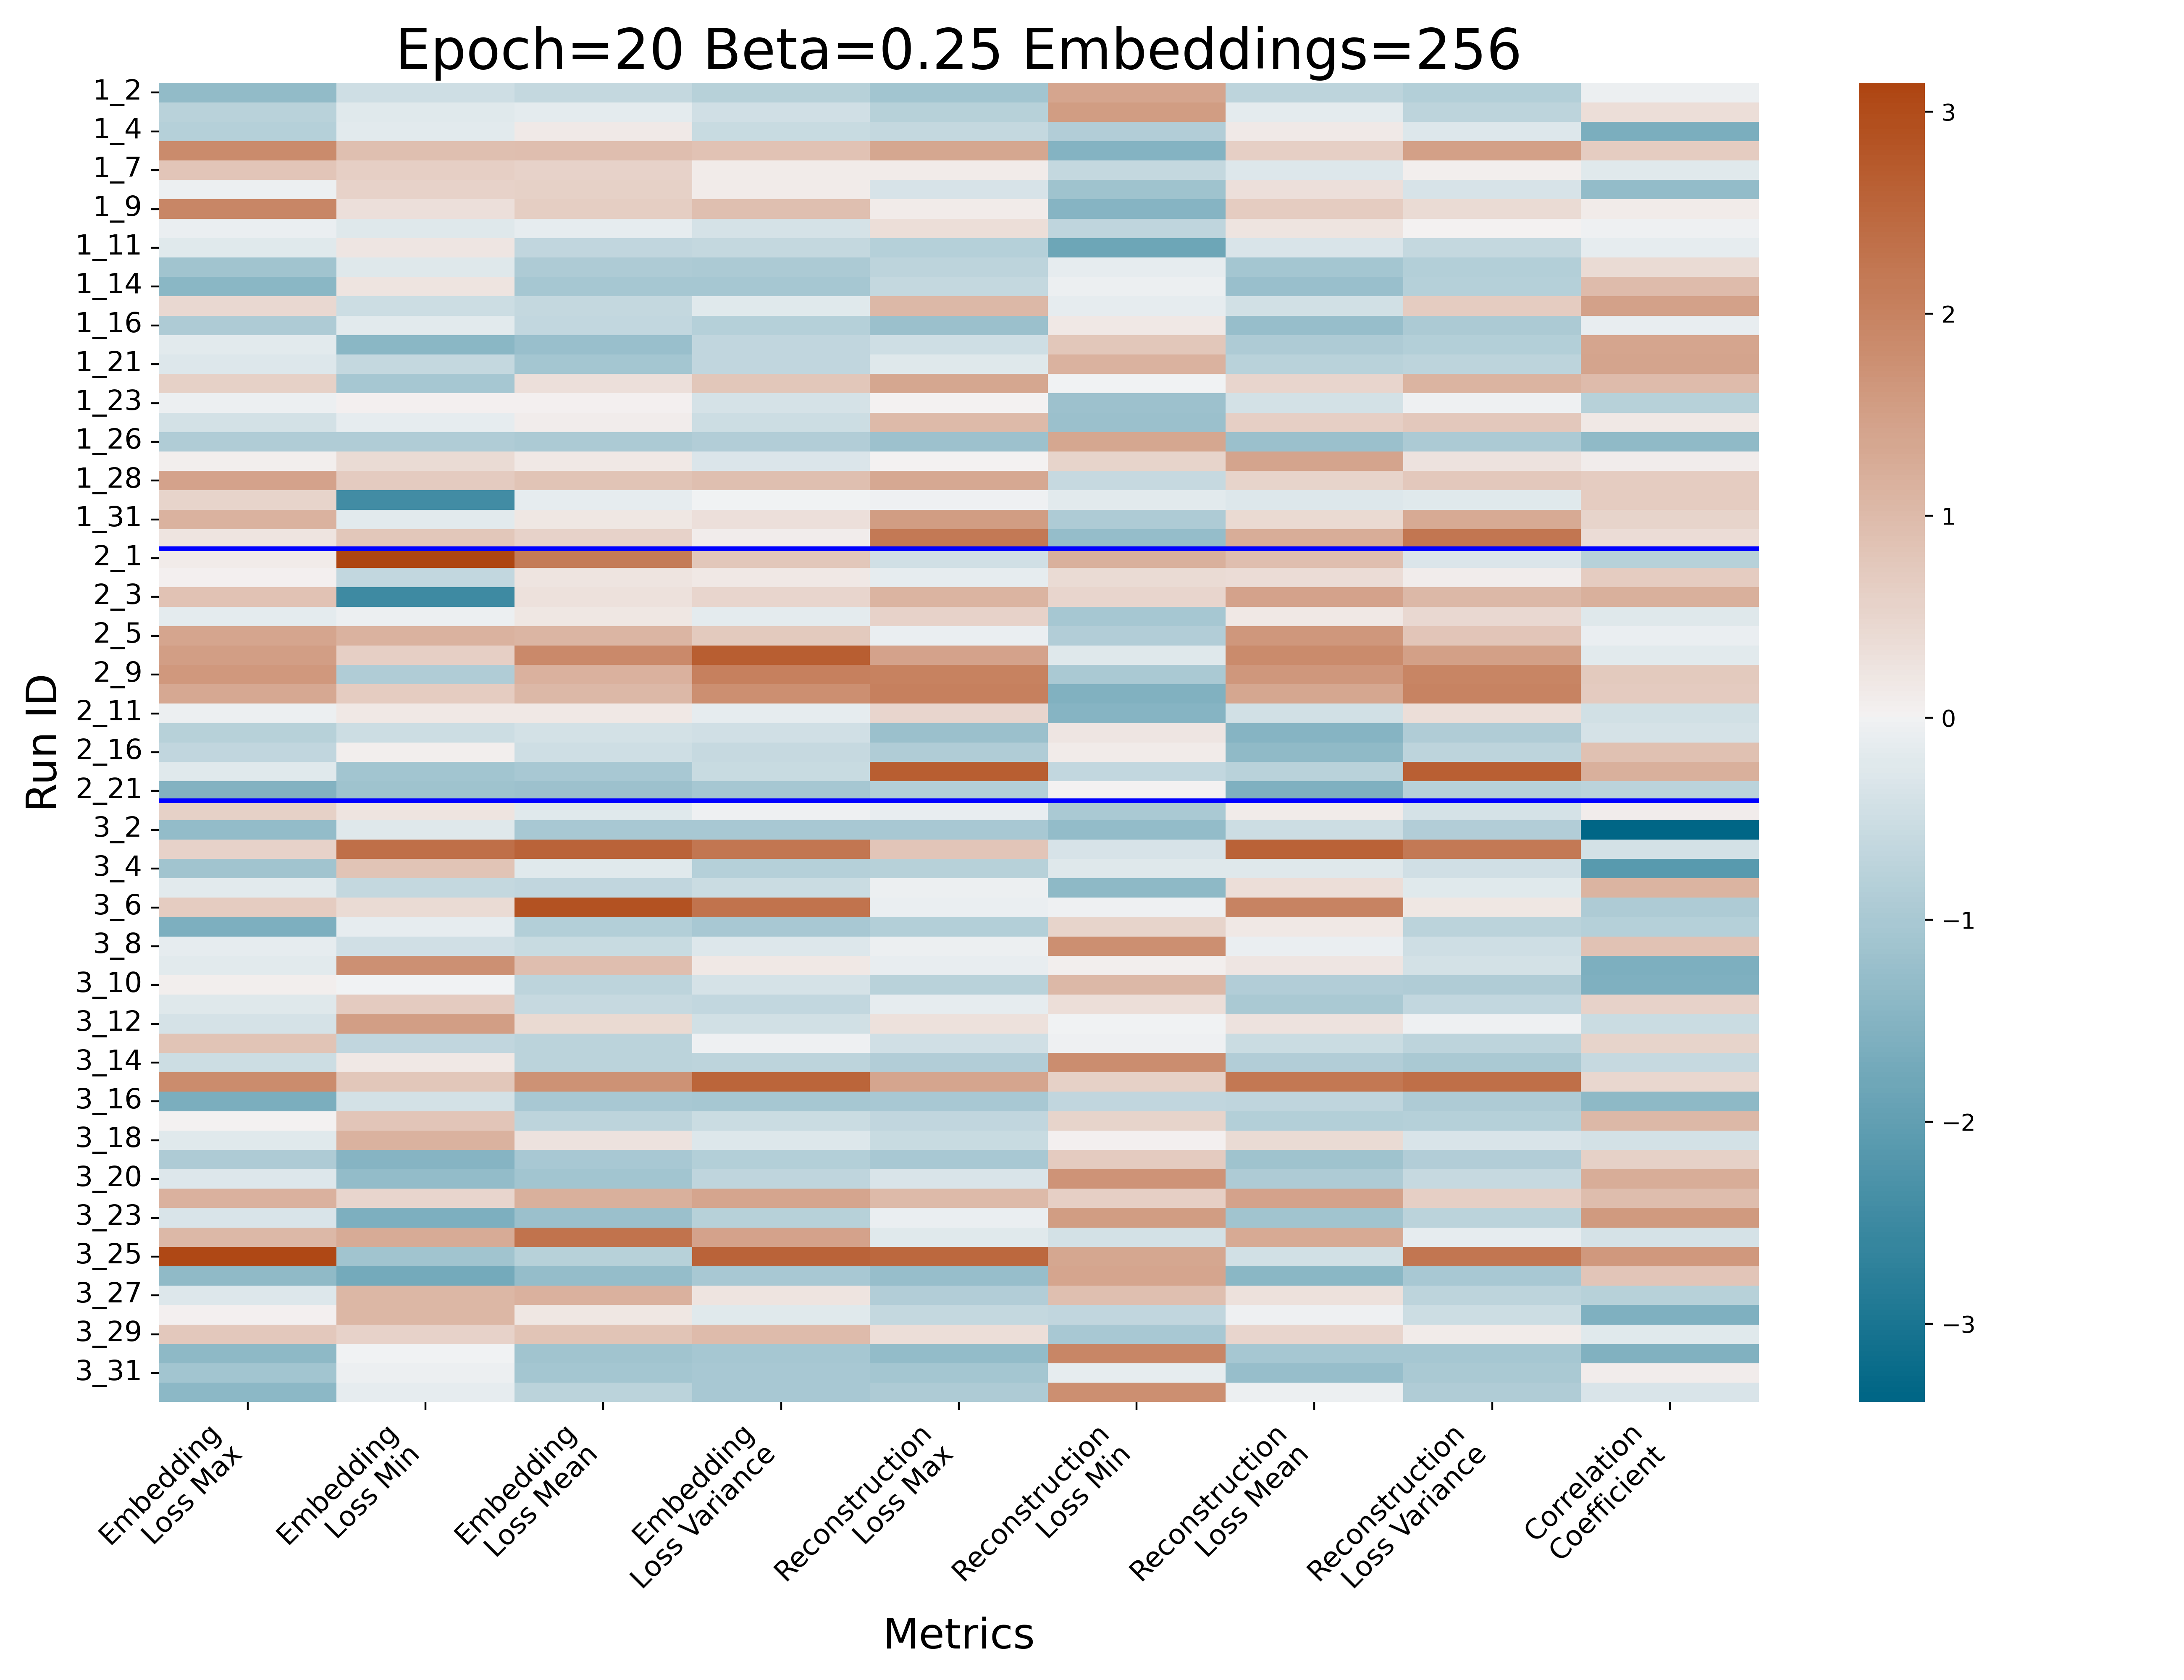 Epoch=20 Beta=0.25 Embeddings=256
Run ID
1_2
1_4
1_7
1_9
1_11
1_14
1_16
1_21
1_23
1_26
1_28
1_31
2_1
2_3
2_5
2_9
2_11
2_16
2_21
3_2
3_4
3_6
3_8
3_10
3_12
3_14
3_16
3_18
3_20
3_23
3_25
3_27
3_29
3_31
Embedding
Loss Max
Embedding
Loss Min
Embedding
Loss Mean
Embedding
Loss Variance
Reconstruction
Loss Max
Reconstruction
Loss Min
Reconstruction
Loss Mean
Reconstruction
Loss Variance
Correlation
Coefficient
Metrics
3
2
1
0
−1
−2
−3